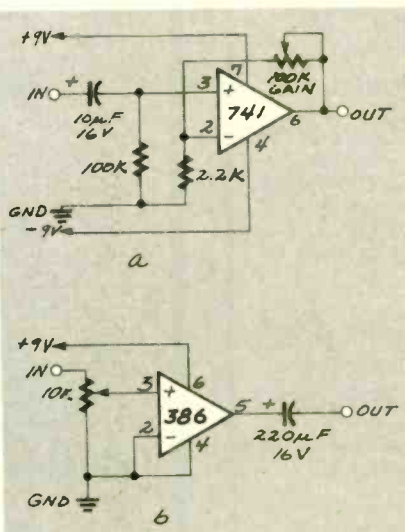 +9V
7
100K
GAIN
IN
+
10µF
16V
3
+
741
6
OUT
2
-
4
100K
2.2K
GND
-9V
a
+9V
IN
10K
3
+
6
386
5
+
OUT
2
-
4
220µF
16V
GND
b